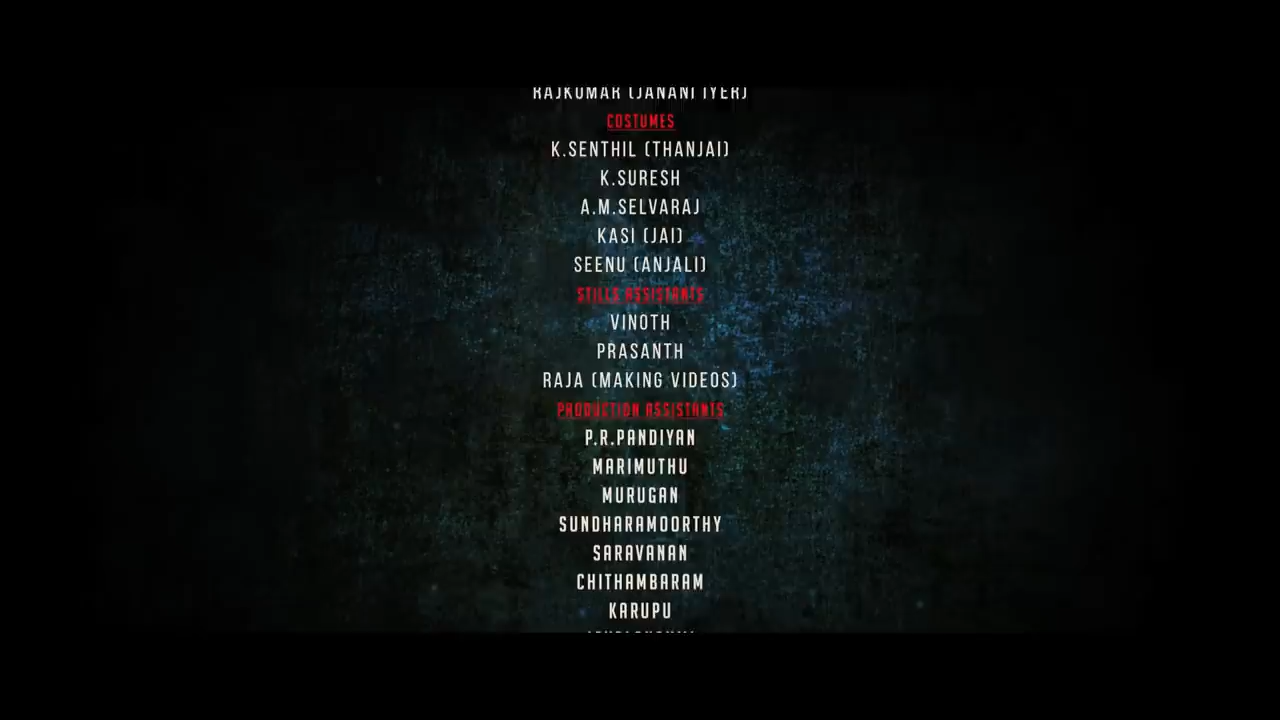 RAJKUMAR (JANANI IYER)
COSTUMES
K.SENTHIL (THANJAI)
K.SURESH
A.M.SELVARAJ
KASI (JAI)
SEENU (ANJALI)
STILLS ASSISTANTS
VINOTH
PRASANTH
RAJA (MAKING VIDEOS)
PRODUCTION ASSISTANTS
P.R.PANDIYAN
MARIMUTHU
MURUGAN
SUNDHARAMOORTHY
SARAVANAN
CHITHAMBARAM
KARUPU